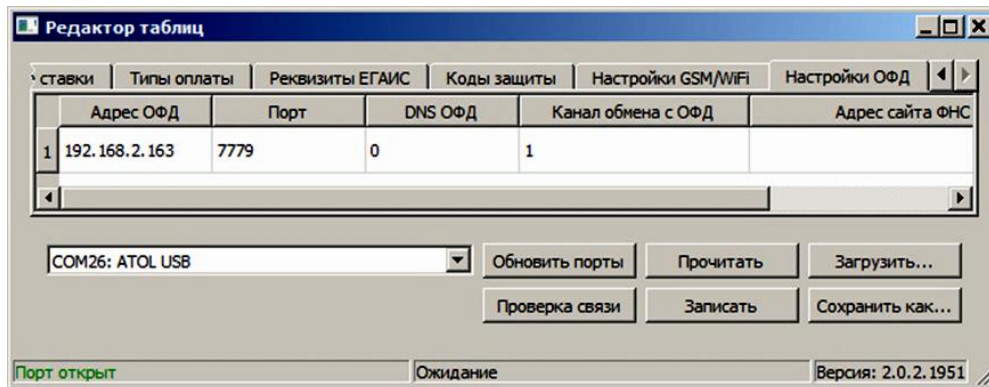 Редактор таблиц
ставки Типы оплаты Реквизиты ЕГАИС Коды защиты Настройки GSM/WiFi Настройки ОФД
Адрес ОФД Порт DNS ОФД Канал обмена с ОФД Адрес сайта ФНС
1 192.168.2.163 7779 0 1
COM26: ATOL USB Обновить порты Прочитать Загрузить...
Проверка связи Записать Сохранить как...
Порт открыт Ожидание Версия: 2.0.2.1951